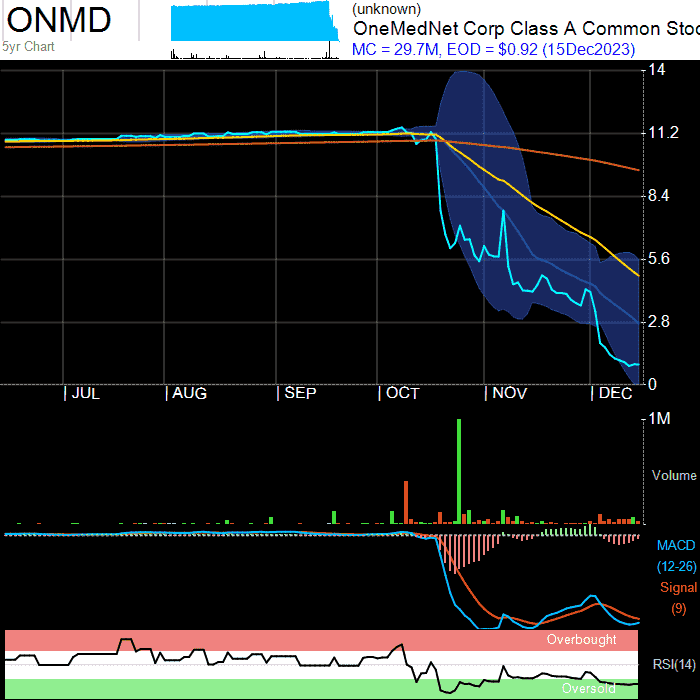 ONMD
5yr Chart
(unknown)
OneMedNet Corp Class A Common Stoc
MC = 29.7M, EOD = $0.92 (15Dec2023)
14
11.2
8.4
5.6
2.8
0
JUL AUG SEP OCT NOV DEC
1M
Volume
MACD
(12-26)
Signal
(9)
Overbought
RSI(14)
Oversold